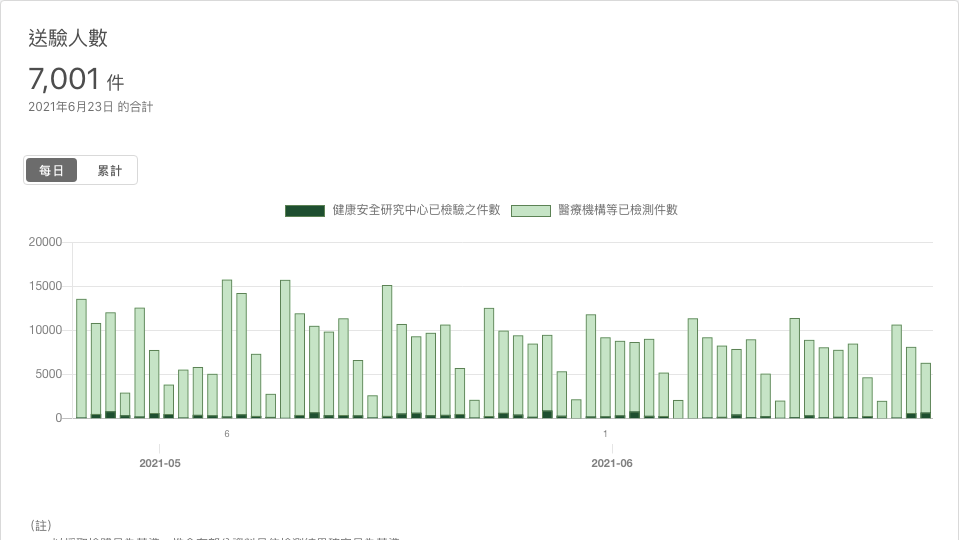 送驗人數
7,001 件
2021年6月23日 的合計
每日 累計
健康安全研究中心已檢驗之件數 醫療機構等已檢測件數
20000
15000
10000
5000
0
6 1
2021-05 2021-06
(註)